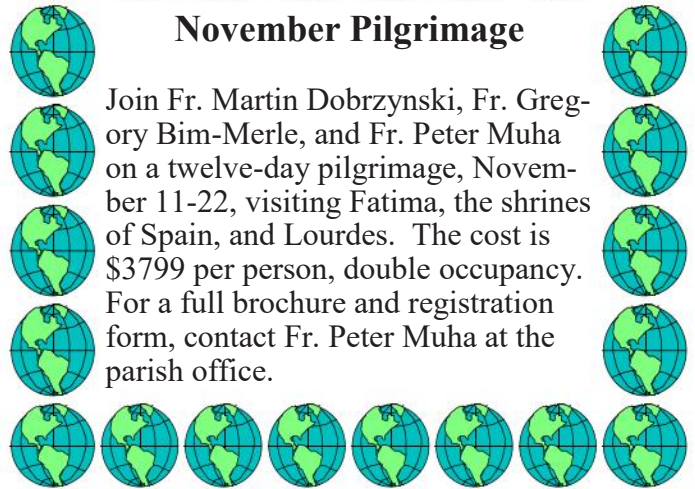 November Pilgrimage
Join Fr. Martin Dobrzynski, Fr. Greg-
ory Bim-Merle, and Fr. Peter Muha
on a twelve-day pilgrimage, Novem-
ber 11-22, visiting Fatima, the shrines
of Spain, and Lourdes.  The cost is
$3799 per person, double occupancy.
For a full brochure and registration
form, contact Fr. Peter Muha at the
parish office.